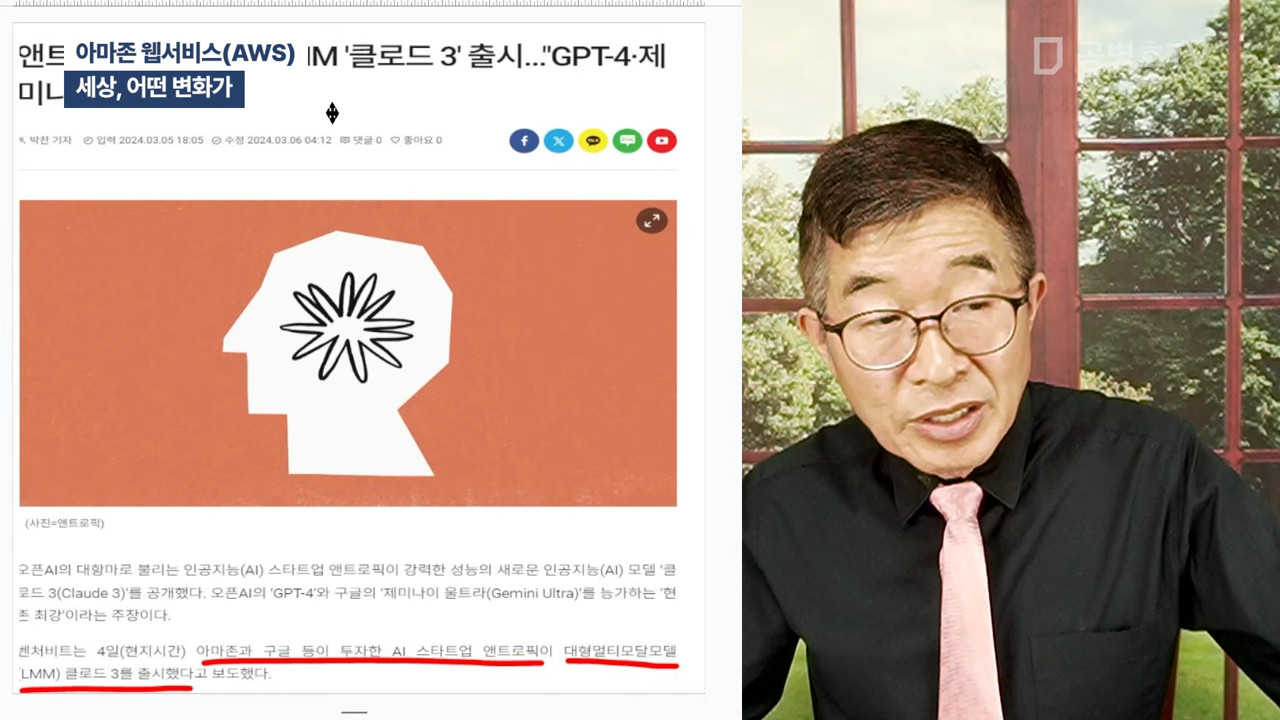 아마존 웹서비스(AWS)
세상, 어떤 변화가
'클로드 3' 출시..."GPT-4·제
박찬 기자 입력 2024.03.05 18:05 수정 2024.03.06 04:12 댓글 0 좋아요 0
공병호TV
(사진=앤트로픽)
오픈AI의 대항마로 불리는 인공지능(AI) 스타트업 앤트로픽이 강력한 성능의 새로운 인공지능(AI) 모델 '클
로드 3(Claude 3)'를 공개했다. 오픈AI의 'GPT-4'와 구글의 '제미나이 울트라(Gemini Ultra)'를 능가하는 '현
존 최강'이라는 주장이다.
벤처비트는 4일(현지시간) 아마존과 구글 등이 투자한 AI 스타트업 앤트로픽이 대형멀티모달모델
(LMM) 클로드 3를 출시했다고 보도했다.